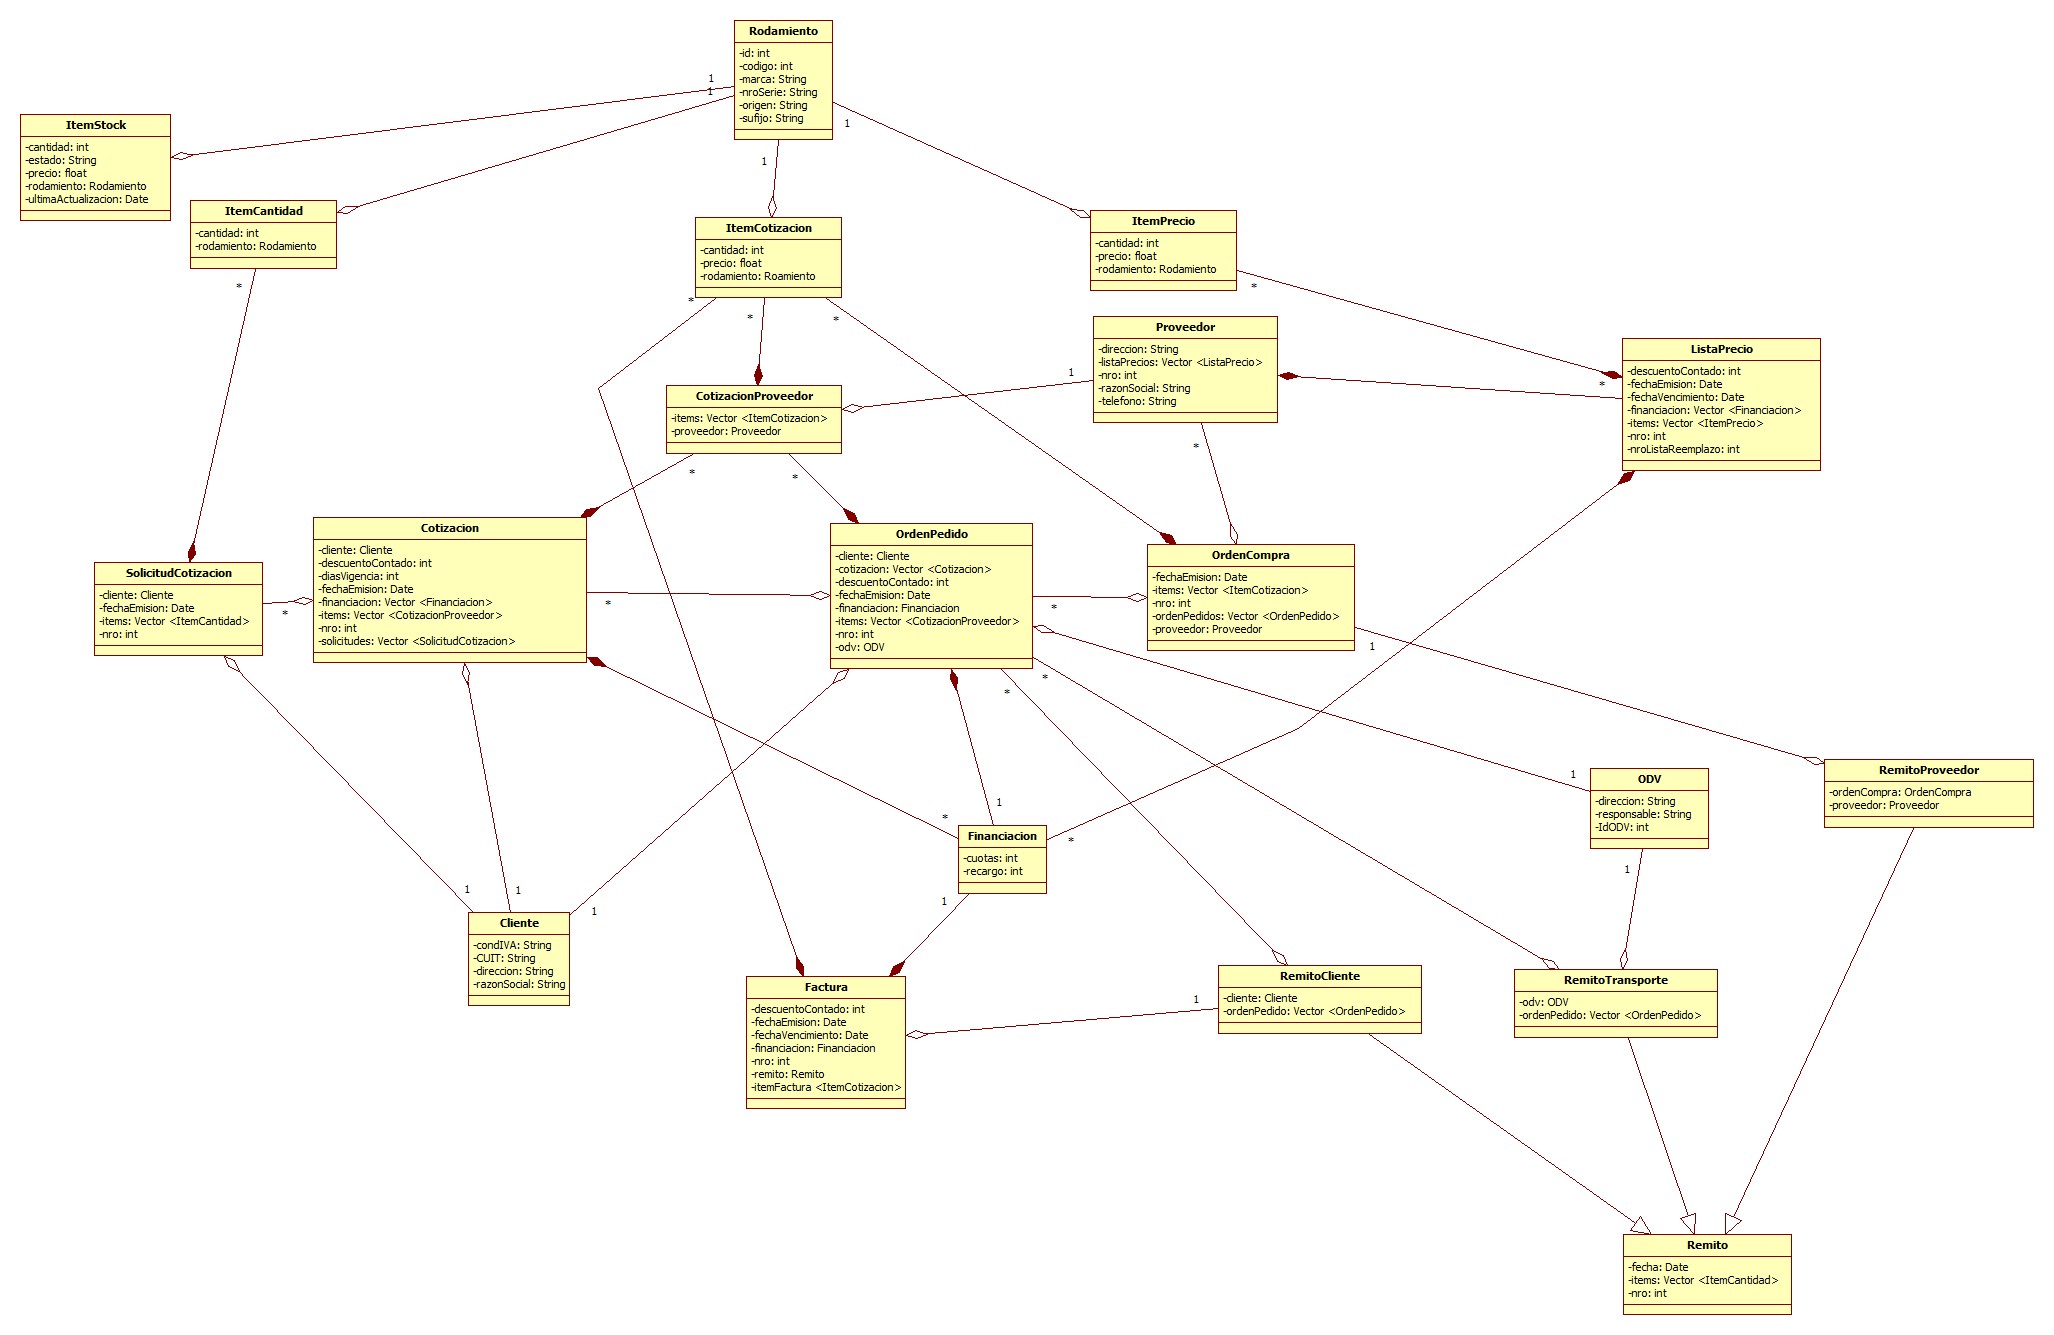 Rodamiento
-id: int
-codigo: int
-marca: String
-nroSerie: String
-origen: String
-sufijo: String
1
1
1
1
ItemStock
-cantidad: int
-estado: String
-precio: float
-rodamiento: Rodamiento
-ultimaActualizacion: Date
ItemCantidad
-cantidad: int
-rodamiento: Rodamiento
*
ItemCotizacion
-cantidad: int
-precio: float
-rodamiento: Roamiento
*
*
*
ItemPrecio
-cantidad: int
-precio: float
-rodamiento: Rodamiento
*
Proveedor
-direccion: String
-listaPrecios: Vector <ListaPrecio>
-nro: int
-razonSocial: String
-telefono: String
1
*
*
ListaPrecio
-descuentoContado: int
-fechaEmision: Date
-fechaVencimiento: Date
-financiacion: Vector <Financiacion>
-items: Vector <ItemPrecio>
-nro: int
-nroListaReemplazo: int
CotizacionProveedor
-items: Vector <ItemCotizacion>
-proveedor: Proveedor
*
*
SolicitudCotizacion
-cliente: Cliente
-fechaEmision: Date
-items: Vector <ItemCantidad>
-nro: int
*
Cotizacion
-cliente: Cliente
-descuentoContado: int
-diasVigencia: int
-fechaEmision: Date
-financiacion: Vector <Financiacion>
-items: Vector <CotizacionProveedor>
-nro: int
-solicitudes: Vector <SolicitudCotizacion>
*
OrdenPedido
-cliente: Cliente
-cotizacion: Vector <Cotizacion>
-descuentoContado: int
-fechaEmision: Date
-financiacion: Financiacion
-items: Vector <CotizacionProveedor>
-nro: int
-odv: ODV
*
*
*
OrdenCompra
-fechaEmision: Date
-items: Vector <ItemCotizacion>
-nro: int
-ordenPedidos: Vector <OrdenPedido>
-proveedor: Proveedor
1
ODV
-direccion: String
-responsable: String
-IdODV: int
1
1
RemitoProveedor
-ordenCompra: OrdenCompra
-proveedor: Proveedor
Financiacion
-cuotas: int
-recargo: int
*
1
*
1
Cliente
-condIVA: String
-CUIT: String
-direccion: String
-razonSocial: String
1
1
1
Factura
-descuentoContado: int
-fechaEmision: Date
-fechaVencimiento: Date
-financiacion: Financiacion
-nro: int
-remito: Remito
-itemFactura <ItemCotizacion>
1
RemitoCliente
-cliente: Cliente
-ordenPedido: Vector <OrdenPedido>
RemitoTransporte
-odv: ODV
-ordenPedido: Vector <OrdenPedido>
Remito
-fecha: Date
-items: Vector <ItemCantidad>
-nro: int